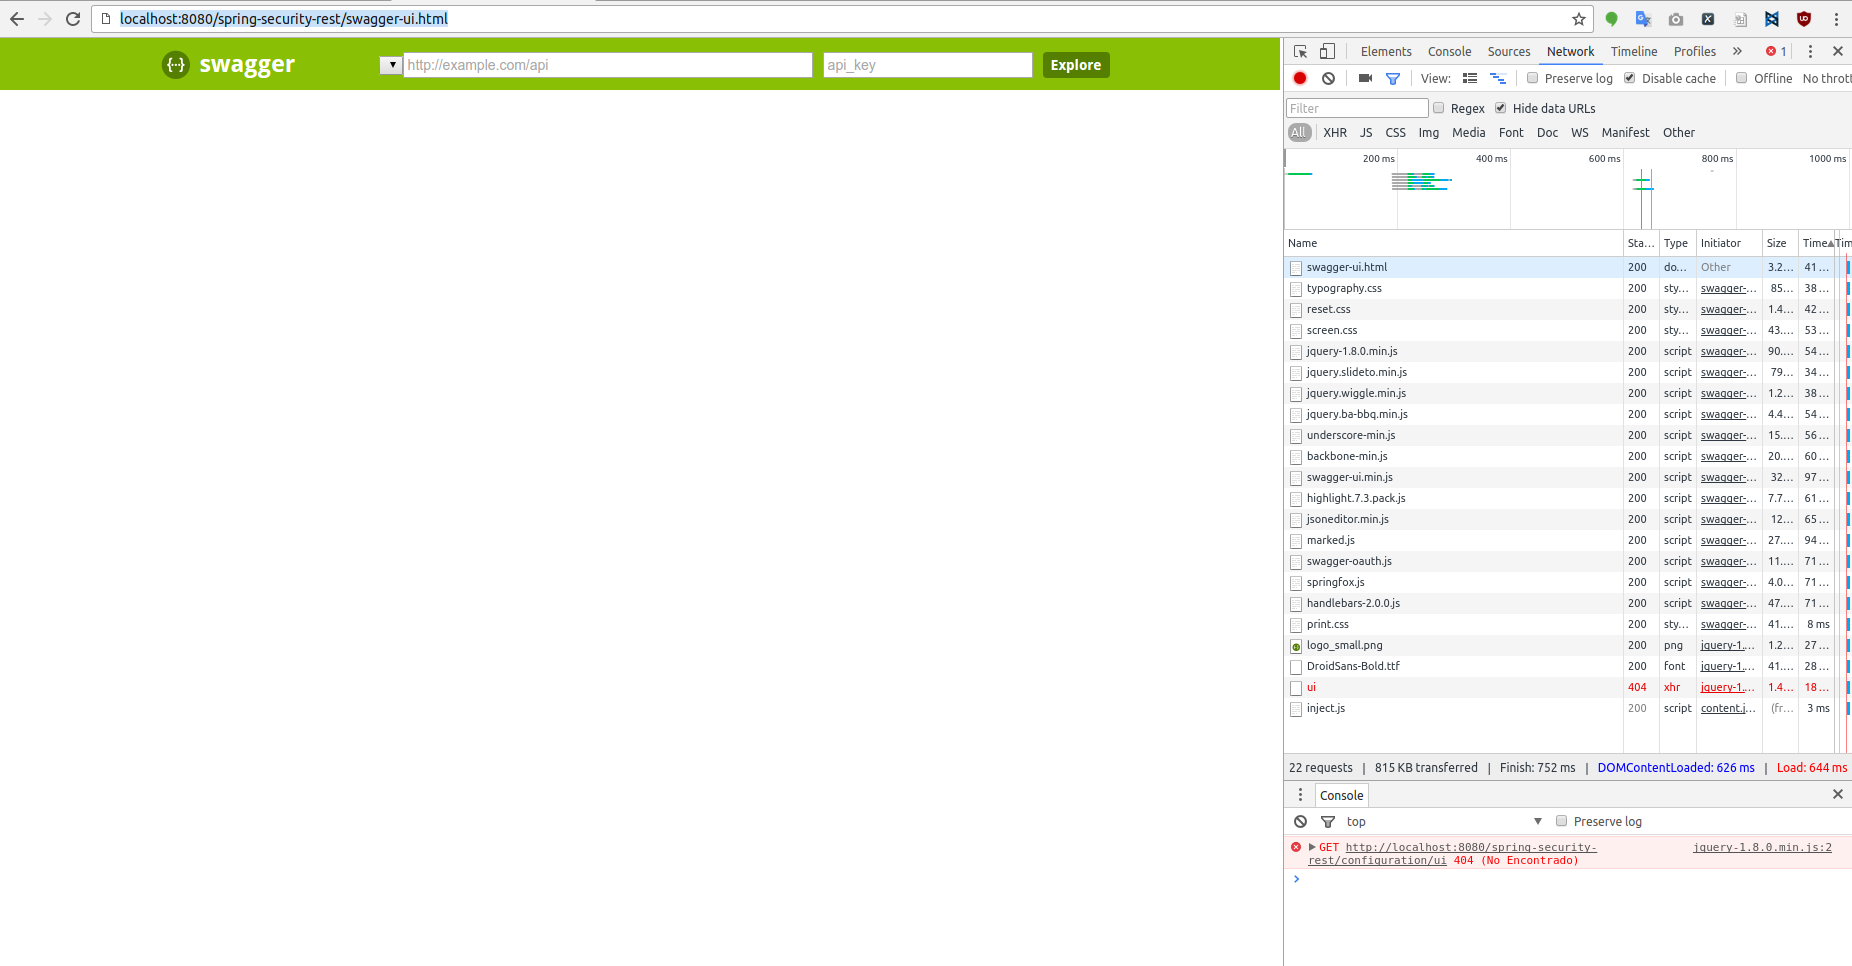 localhost:8080/spring-security-rest/swagger-ui.html
{···} swagger ▼ http://example.com/api api_key Explore
Elements Console Sources Network Timeline Profiles » 1
View: Preserve log Disable cache Offline No thrott
Filter Regex Hide data URLs
All XHR JS CSS Img Media Font Doc WS Manifest Other
200 ms 400 ms 600 ms 800 ms 1000 ms
Name Sta... Type Initiator Size Time▲ Tim
swagger-ui.html 200 do... Other 3.2... 41 ...
typography.css 200 sty... swagger-... 85... 38 ...
reset.css 200 sty... swagger-... 1.4... 42 ...
screen.css 200 sty... swagger-... 43.... 53 ...
jquery-1.8.0.min.js 200 script swagger-... 90.... 54 ...
jquery.slideto.min.js 200 script swagger-... 79... 34 ...
jquery.wiggle.min.js 200 script swagger-... 1.2... 38 ...
jquery.ba-bbq.min.js 200 script swagger-... 4.4... 54 ...
underscore-min.js 200 script swagger-... 15.... 56 ...
backbone-min.js 200 script swagger-... 20.... 60 ...
swagger-ui.min.js 200 script swagger-... 32... 97 ...
highlight.7.3.pack.js 200 script swagger-... 7.7... 61 ...
jsoneditor.min.js 200 script swagger-... 12... 65 ...
marked.js 200 script swagger-... 27.... 94 ...
swagger-oauth.js 200 script swagger-... 11.... 71 ...
springfox.js 200 script swagger-... 4.0... 71 ...
handlebars-2.0.0.js 200 script swagger-... 47.... 71 ...
print.css 200 sty... swagger-... 41.... 8 ms
logo_small.png 200 png jquery-1.... 1.2... 27 ...
DroidSans-Bold.ttf 200 font jquery-1.... 41.... 28 ...
ui 404 xhr jquery-1.... 1.4... 18 ...
inject.js 200 script content.j... (fr... 3 ms
22 requests | 815 KB transferred | Finish: 752 ms | DOMContentLoaded: 626 ms | Load: 644 ms
Console
top ▼ Preserve log
▶ GET http://localhost:8080/spring-security- jquery-1.8.0.min.js:2
rest/configuration/ui 404 (No Encontrado)